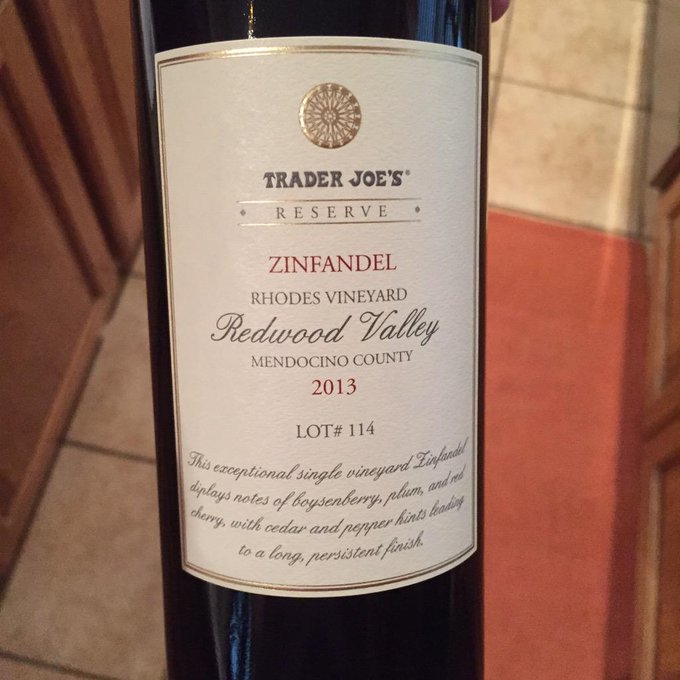 TRADER JOE'S®
RESERVE
ZINFANDEL
RHODES VINEYARD
Redwood Valley
MENDOCINO COUNTY
2013
LOT# 114
This exceptional single vineyard Zinfandel
diplays notes of boysenberry, plum, and red
cherry, with cedar and pepper hints leading
to a long, persistent finish.